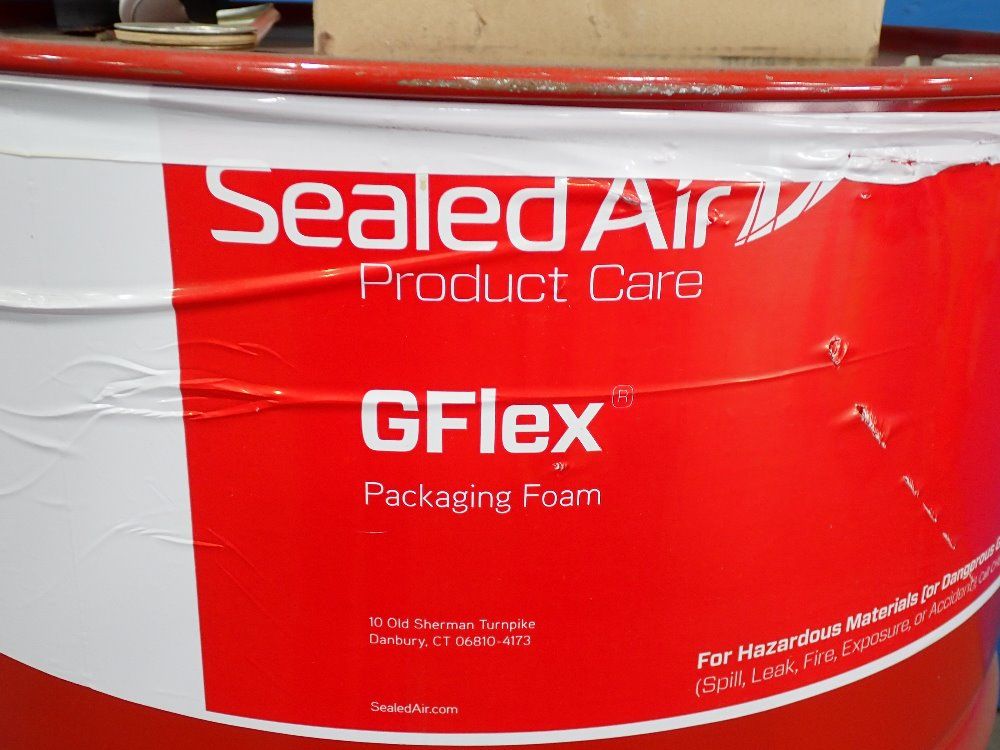 Sealed Air
Product Care
GFlex®
Packaging Foam
10 Old Sherman Turnpike
Danbury, CT 06810-4173
SealedAir.com
For Hazardous Materials [or Dangerous
(Spill, Leak, Fire, Exposure, or Accident), Call